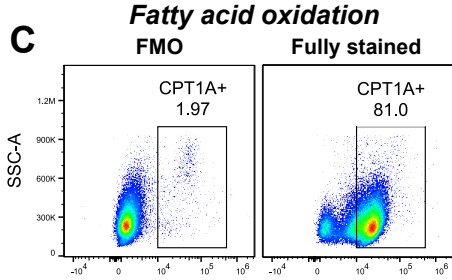 Fatty acid oxidation
C
FMO
Fully stained
CPT1A+
1.97
CPT1A+
81.0
SSC-A
1.2M
900K
600K
300K
0
-10^4 0 10^4 10^5 10^6
-10^4 0 10^4 10^5 10^6